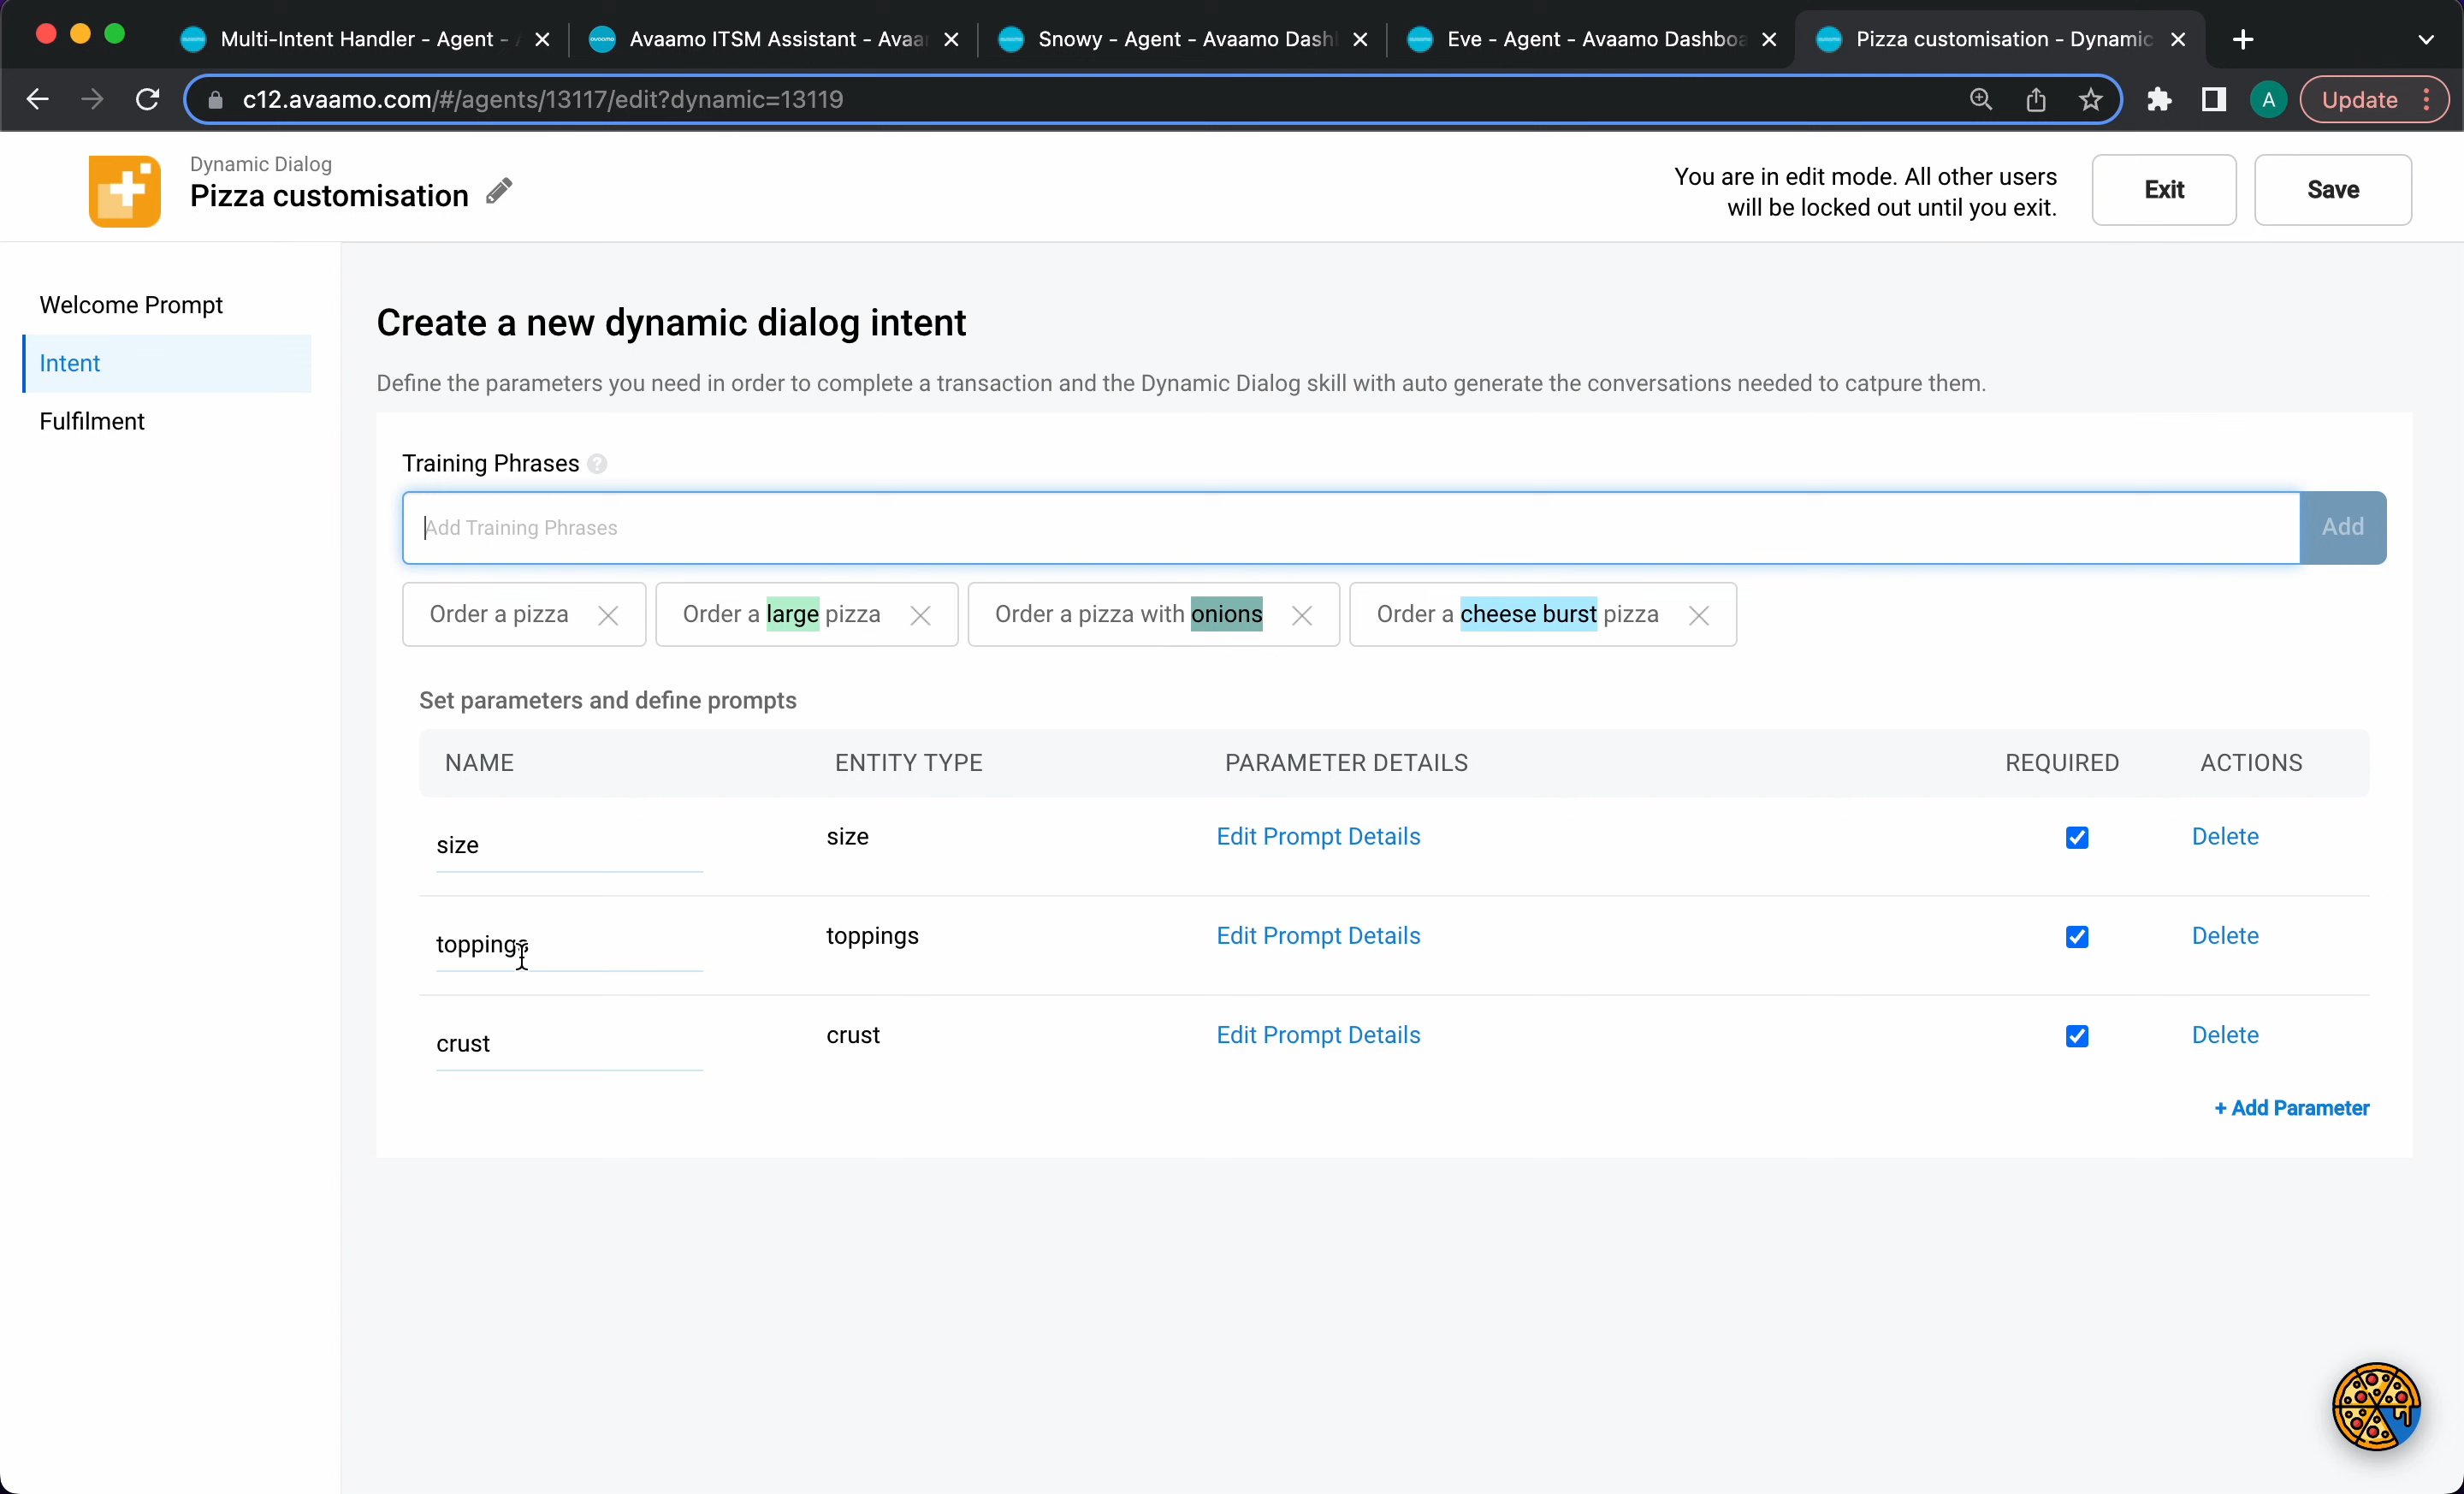 Multi-Intent Handler - Agent -
Avaamo ITSM Assistant - Avaar
Snowy - Agent - Avaamo Dash
Eve - Agent - Avaamo Dashboa
Pizza customisation - Dynamic
c12.avaamo.com/#/agents/13117/edit?dynamic=13119
A
Update
Dynamic Dialog
Pizza customisation
You are in edit mode. All other users
will be locked out until you exit.
Exit
Save
Welcome Prompt
Intent
Fulfilment
Create a new dynamic dialog intent
Define the parameters you need in order to complete a transaction and the Dynamic Dialog skill with auto generate the conversations needed to catpure them.
Training Phrases ?
Add Training Phrases
Add
Order a pizza
Order a large pizza
Order a pizza with onions
Order a cheese burst pizza
Set parameters and define prompts
NAME ENTITY TYPE PARAMETER DETAILS REQUIRED ACTIONS
size size Edit Prompt Details Delete
toppings toppings Edit Prompt Details Delete
crust crust Edit Prompt Details Delete
+ Add Parameter